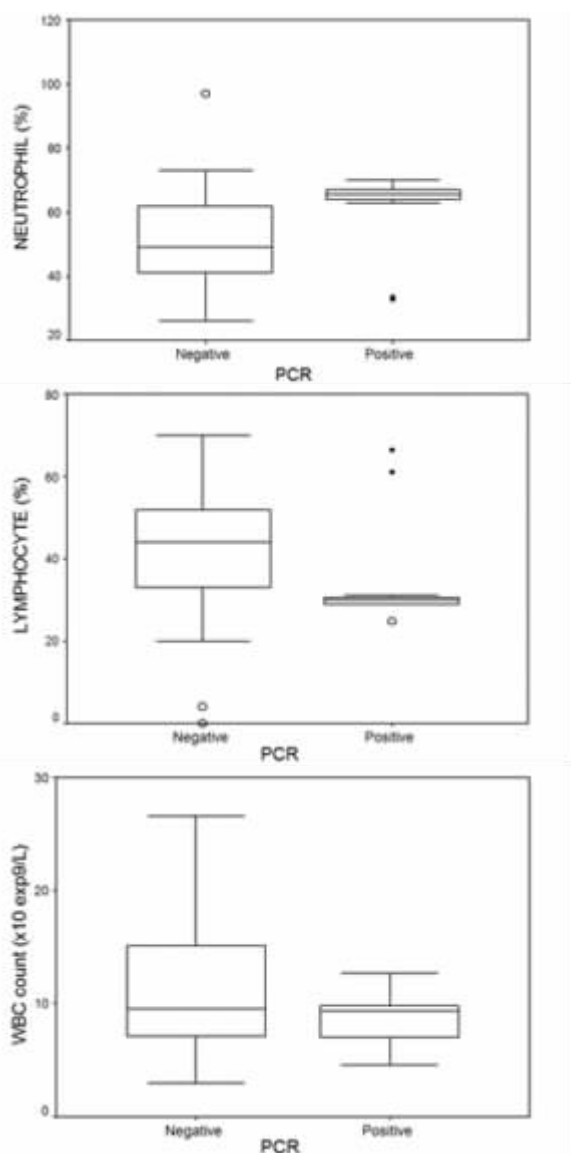 120
100
80
60
40
20
NEUTROPHIL (%)
Negative Positive
PCR
80
60
40
20
0
LYMPHOCYTE (%)
Negative Positive
PCR
30
20
10
0
WBC count (x10 exp9/L)
Negative Positive
PCR